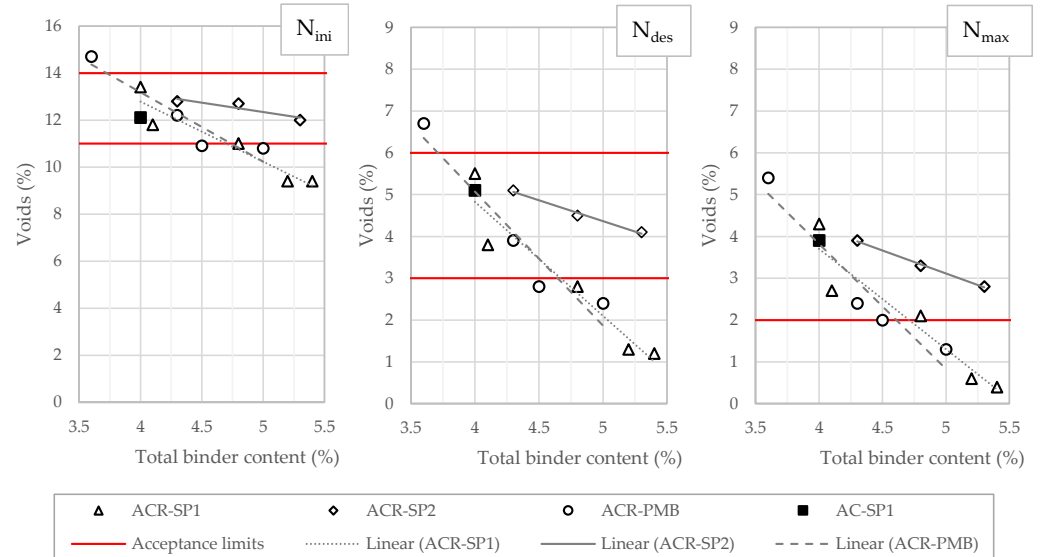 N_ini
N_des
N_max
16
14
12
10
8
6
4
2
0
Voids (%)
3.5 4 4.5 5 5.5
Total binder content (%)
9
8
7
6
5
4
3
2
1
0
Voids (%)
3.5 4 4.5 5 5.5
Total binder content (%)
9
8
7
6
5
4
3
2
1
0
Voids (%)
3.5 4 4.5 5 5.5
Total binder content (%)
ACR-SP1 ACR-SP2 ACR-PMB AC-SP1
Acceptance limits Linear (ACR-SP1) Linear (ACR-SP2) Linear (ACR-PMB)